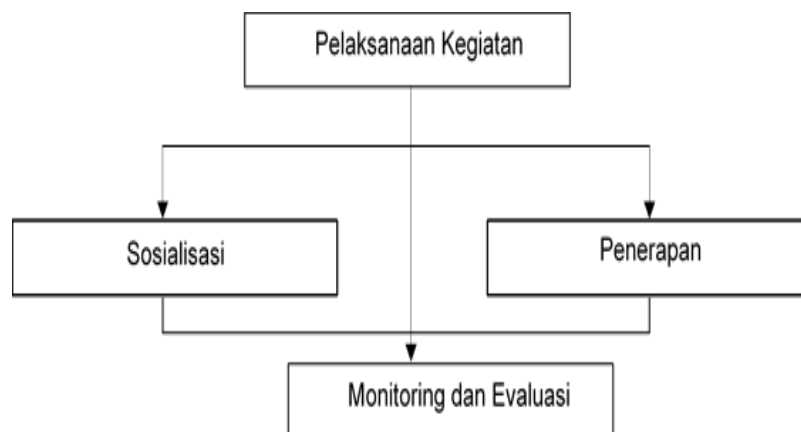 Pelaksanaan Kegiatan
Sosialisasi
Penerapan
Monitoring dan Evaluasi